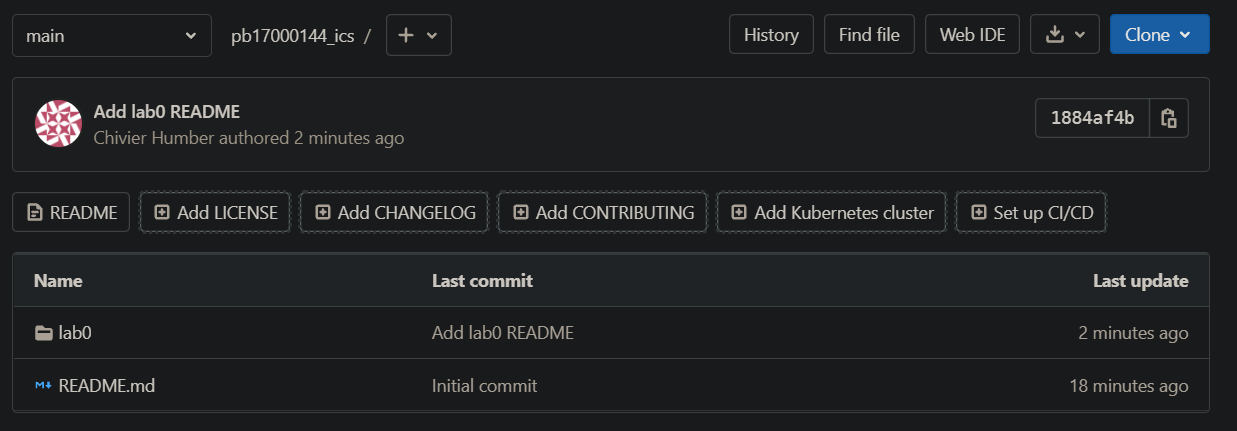 main pb17000144_ics / History Find file Web IDE Clone
Add lab0 README
Chivier Humber authored 2 minutes ago
1884af4b
README Add LICENSE Add CHANGELOG Add CONTRIBUTING Add Kubernetes cluster Set up CI/CD
Name Last commit Last update
lab0 Add lab0 README 2 minutes ago
README.md Initial commit 18 minutes ago